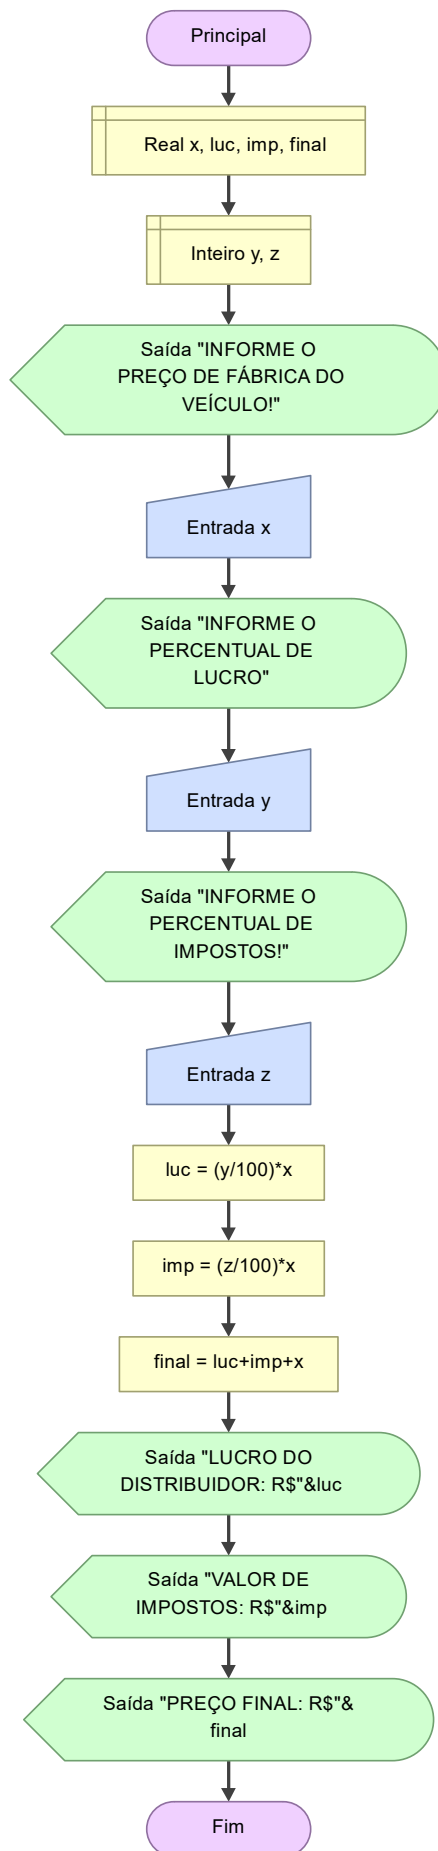 Principal
Real x, luc, imp, final
Inteiro y, z
Saída "INFORME O
PREÇO DE FÁBRICA DO
VEÍCULO!"
Entrada x
Saída "INFORME O
PERCENTUAL DE
LUCRO"
Entrada y
Saída "INFORME O
PERCENTUAL DE
IMPOSTOS!"
Entrada z
luc = (y/100)*x
imp = (z/100)*x
final = luc+imp+x
Saída "LUCRO DO
DISTRIBUIDOR: R$"&luc
Saída "VALOR DE
IMPOSTOS: R$"&imp
Saída "PREÇO FINAL: R$"&
final
Fim